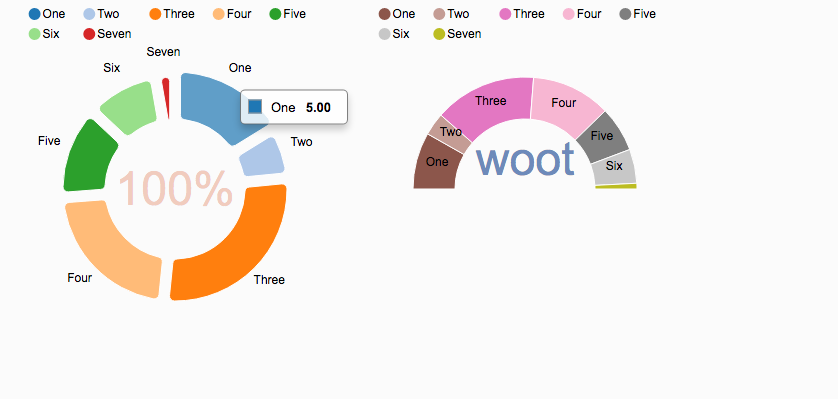 One Two Three Four Five
Six Seven
Seven
Six
One
One 5.00
Five
Two
100%
Four
Three
One Two Three Four Five
Six Seven
Three
Four
Two
Five
woot
One
Six